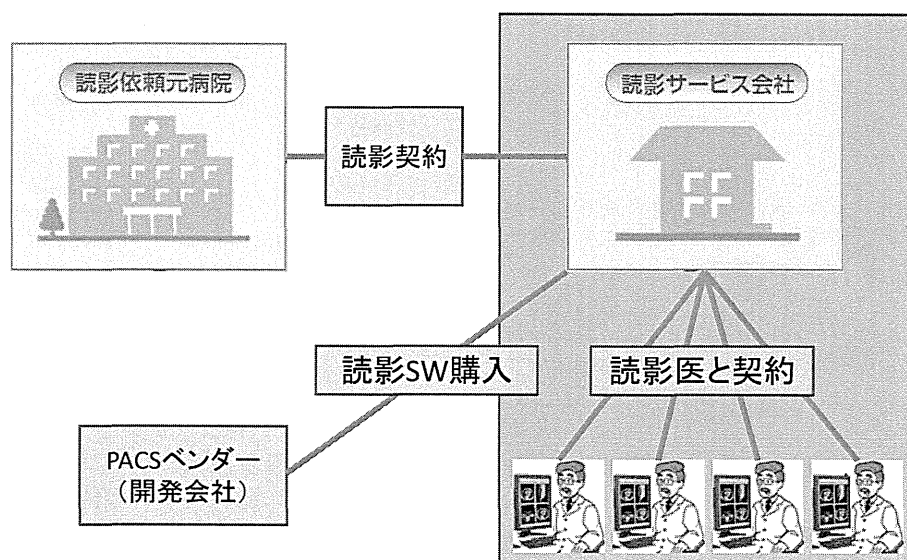 読影依頼元病院
読影サービス会社
読影契約
読影SW購入
読影医と契約
PACSベンダー
（開発会社）